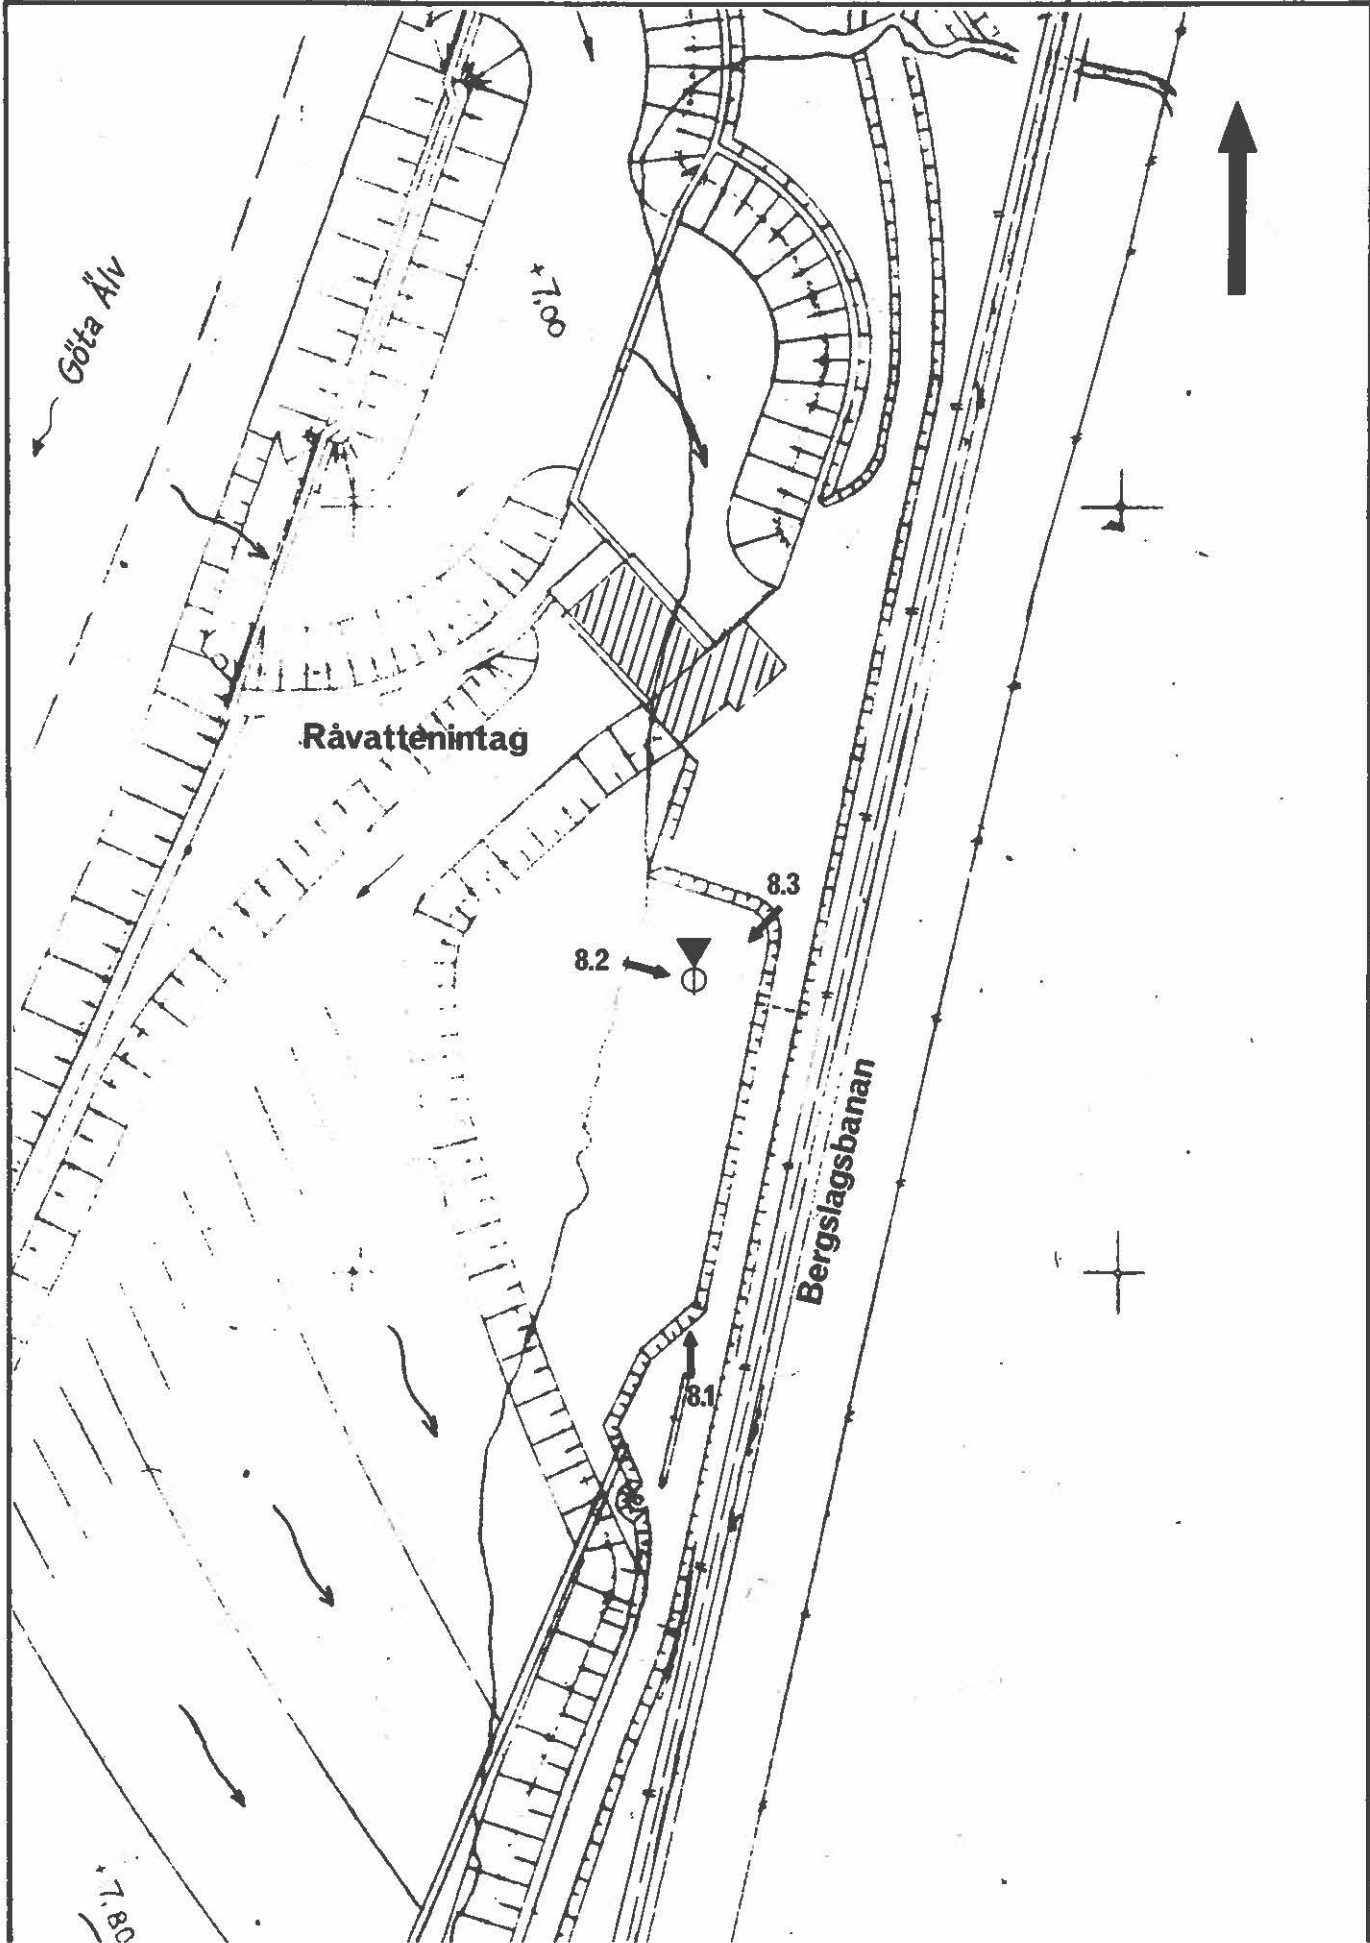 +7,00
Göta Älv
Råvattenintag
8.3
8.2
Bergslagsbanan
8.1
+7,80